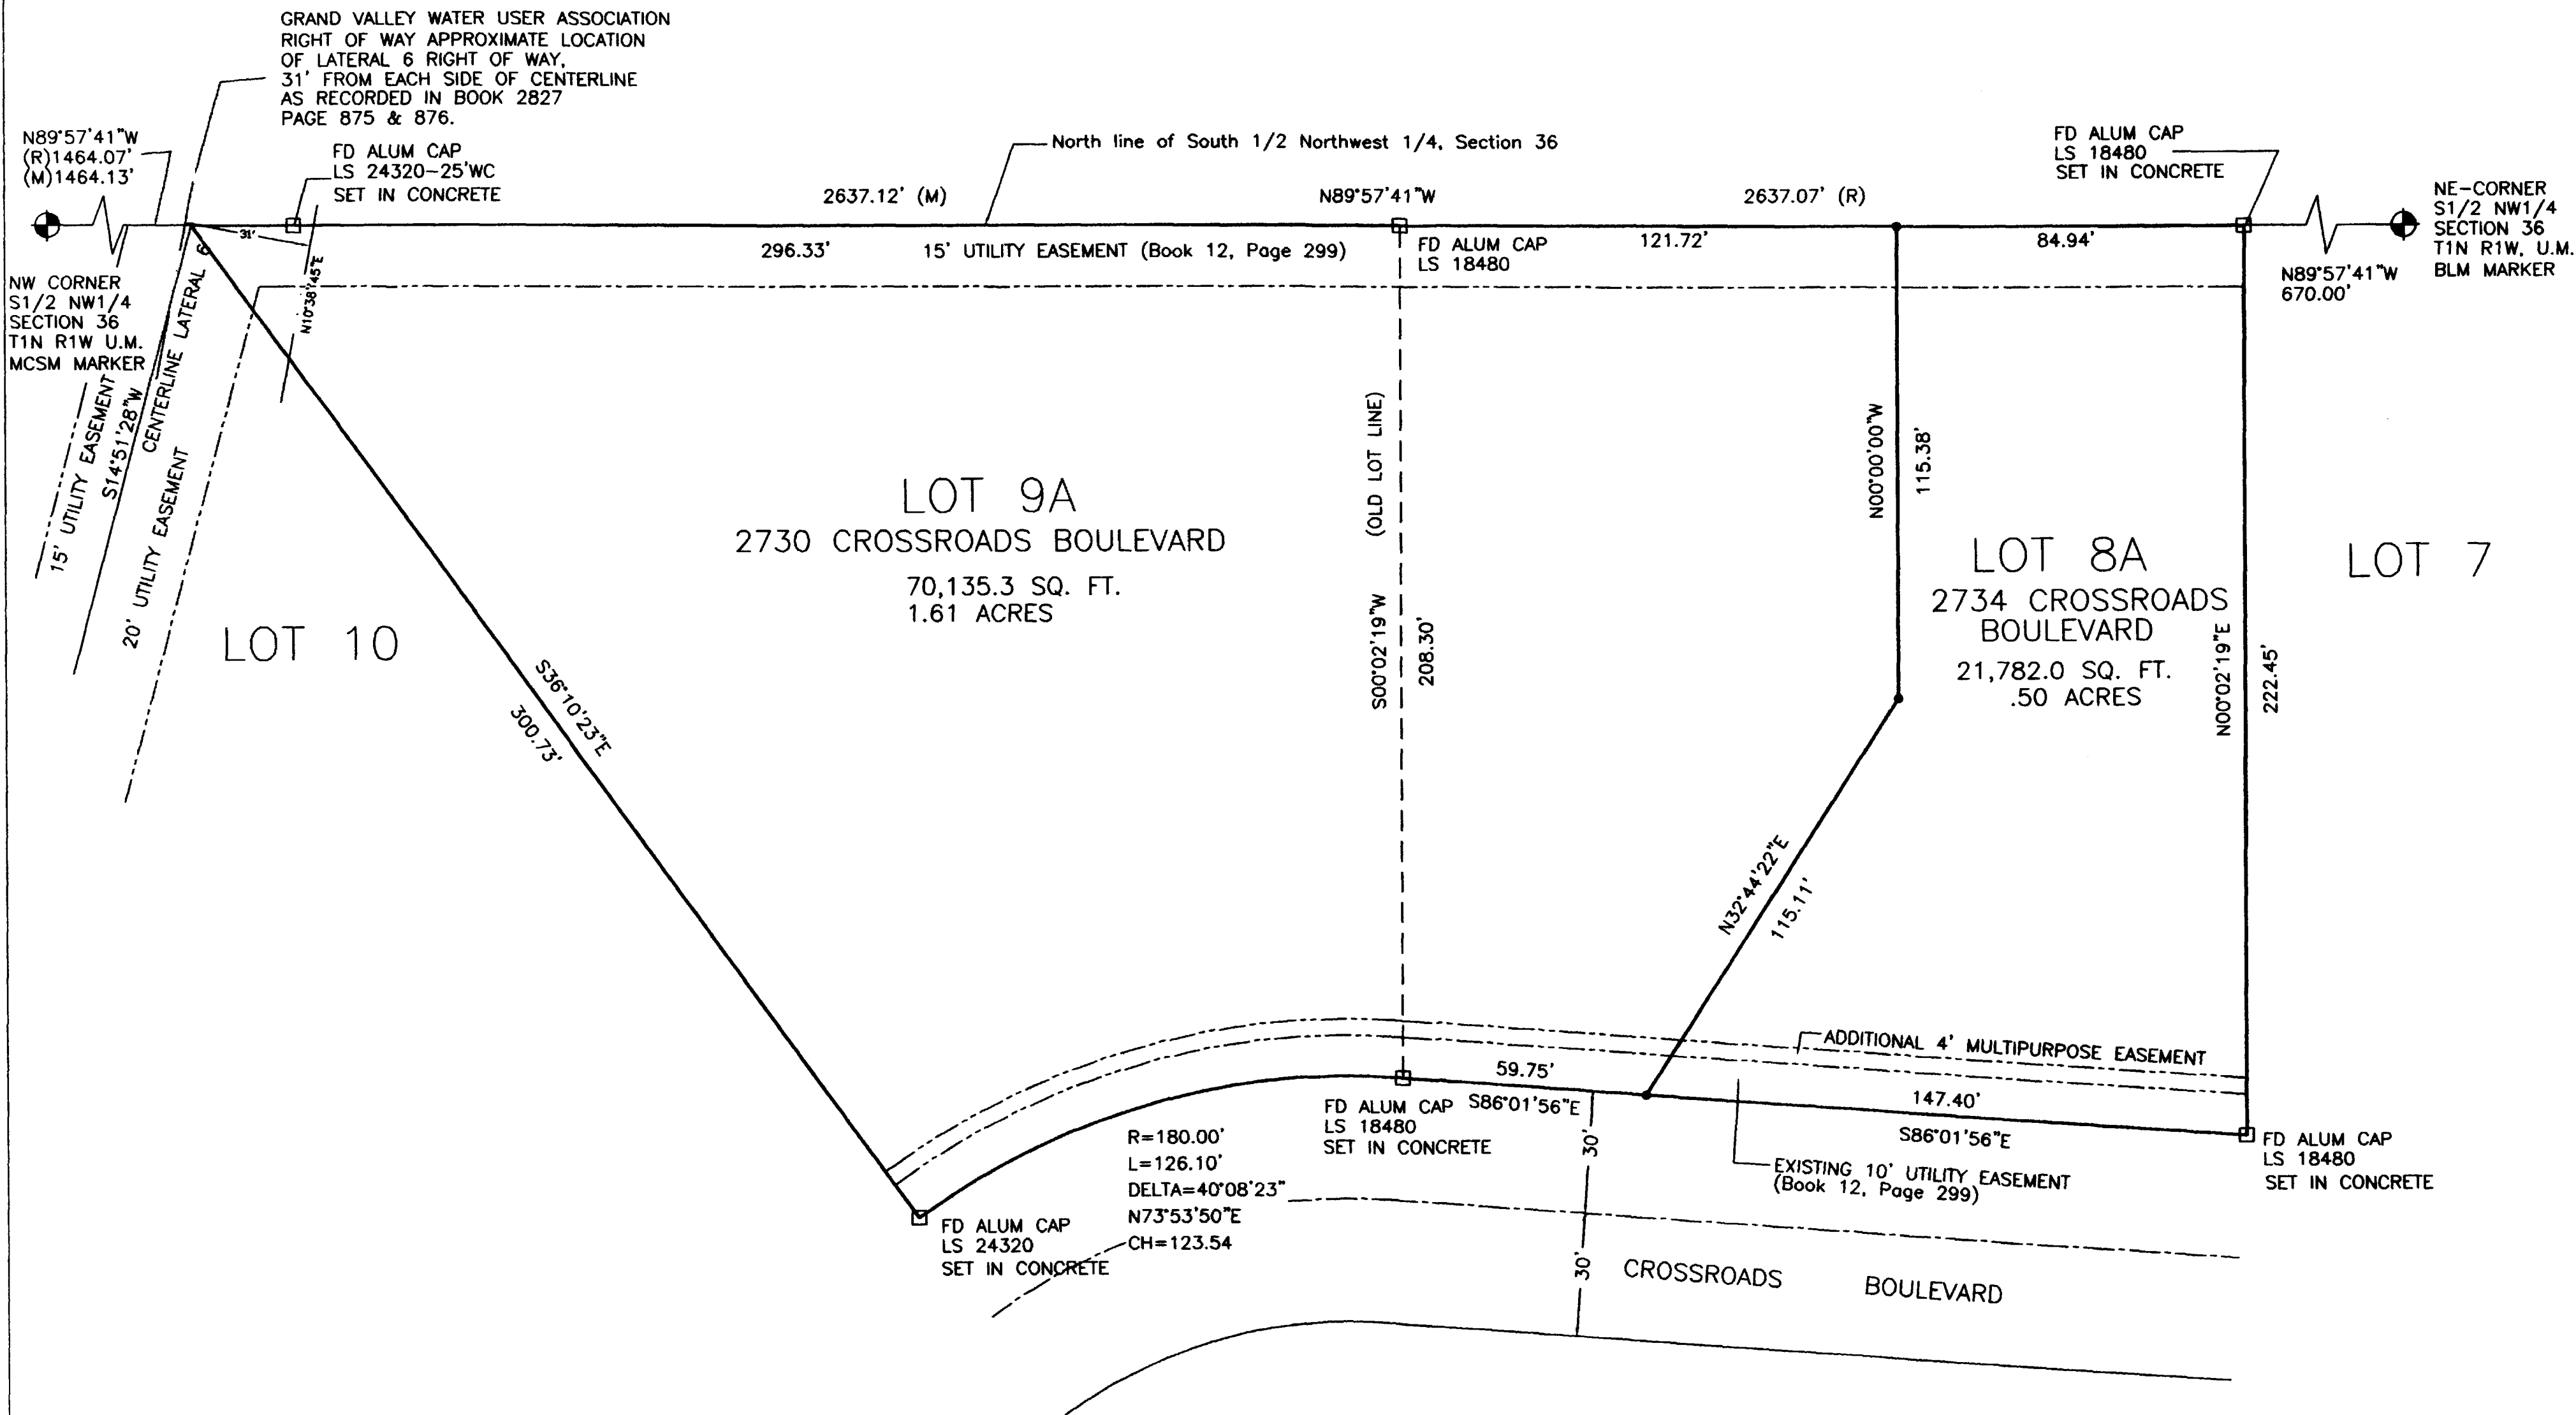 GRAND VALLEY WATER USER ASSOCIATION
RIGHT OF WAY APPROXIMATE LOCATION
OF LATERAL 6 RIGHT OF WAY,
31' FROM EACH SIDE OF CENTERLINE
AS RECORDED IN BOOK 2827
PAGE 875 & 876.
N89°57'41"W
(R)1464.07'
(M)1464.13'
FD ALUM CAP
LS 24320-25'WC
SET IN CONCRETE
North line of South 1/2 Northwest 1/4, Section 36
FD ALUM CAP
LS 18480
SET IN CONCRETE
2637.12' (M)
N89°57'41"W
2637.07' (R)
NE-CORNER
S1/2 NW1/4
SECTION 36
T1N R1W, U.M.
BLM MARKER
31'
296.33'
15' UTILITY EASEMENT (Book 12, Page 299)
FD ALUM CAP
LS 18480
121.72'
84.94'
N89°57'41"W
670.00'
NW CORNER
S1/2 NW1/4
SECTION 36
T1N R1W U.M.
MCSM MARKER
N10°38'45"E
CENTERLINE LATERAL 6
S14°51'28"W
15' UTILITY EASEMENT
20' UTILITY EASEMENT
LOT 10
S36°10'23"E
300.73'
LOT 9A
2730 CROSSROADS BOULEVARD
70,135.3 SQ. FT.
1.61 ACRES
(OLD LOT LINE)
S00°02'19"W
208.30'
N00°00'00"W
115.38'
LOT 8A
2734 CROSSROADS
BOULEVARD
21,782.0 SQ. FT.
.50 ACRES
N00°02'19"E
222.45'
LOT 7
N32°44'22"E
115.11'
ADDITIONAL 4' MULTIPURPOSE EASEMENT
59.75'
S86°01'56"E
147.40'
S86°01'56"E
FD ALUM CAP
LS 18480
SET IN CONCRETE
R=180.00'
L=126.10'
DELTA=40°08'23"
N73°53'50"E
CH=123.54
EXISTING 10' UTILITY EASEMENT
(Book 12, Page 299)
FD ALUM CAP
LS 18480
SET IN CONCRETE
FD ALUM CAP
LS 24320
SET IN CONCRETE
30'
30'
CROSSROADS BOULEVARD